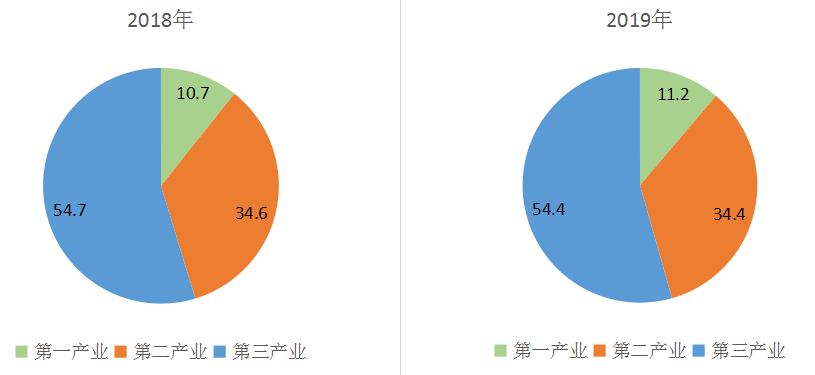 2018年
10.7
34.6
54.7
第一产业 第二产业 第三产业
2019年
11.2
34.4
54.4
第一产业 第二产业 第三产业